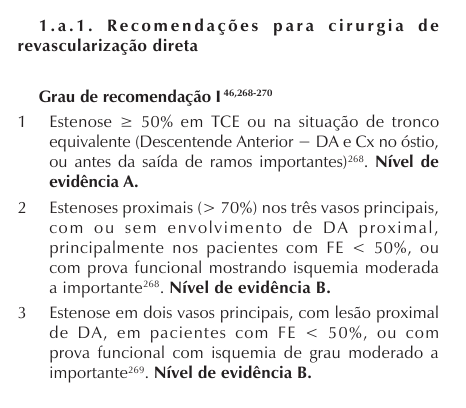 1.a.1. Recomendações para cirurgia de
revascularização direta
Grau de recomendação I 46,268-270
1 Estenose ≥ 50% em TCE ou na situação de tronco
equivalente (Descentende Anterior − DA e Cx no óstio,
ou antes da saída de ramos importantes)268. Nível de
evidência A.
2 Estenoses proximais (> 70%) nos três vasos principais,
com ou sem envolvimento de DA proximal,
principalmente nos pacientes com FE < 50%, ou
com prova funcional mostrando isquemia moderada
a importante268. Nível de evidência B.
3 Estenose em dois vasos principais, com lesão proximal
de DA, em pacientes com FE < 50%, ou com
prova funcional com isquemia de grau moderado a
importante269. Nível de evidência B.